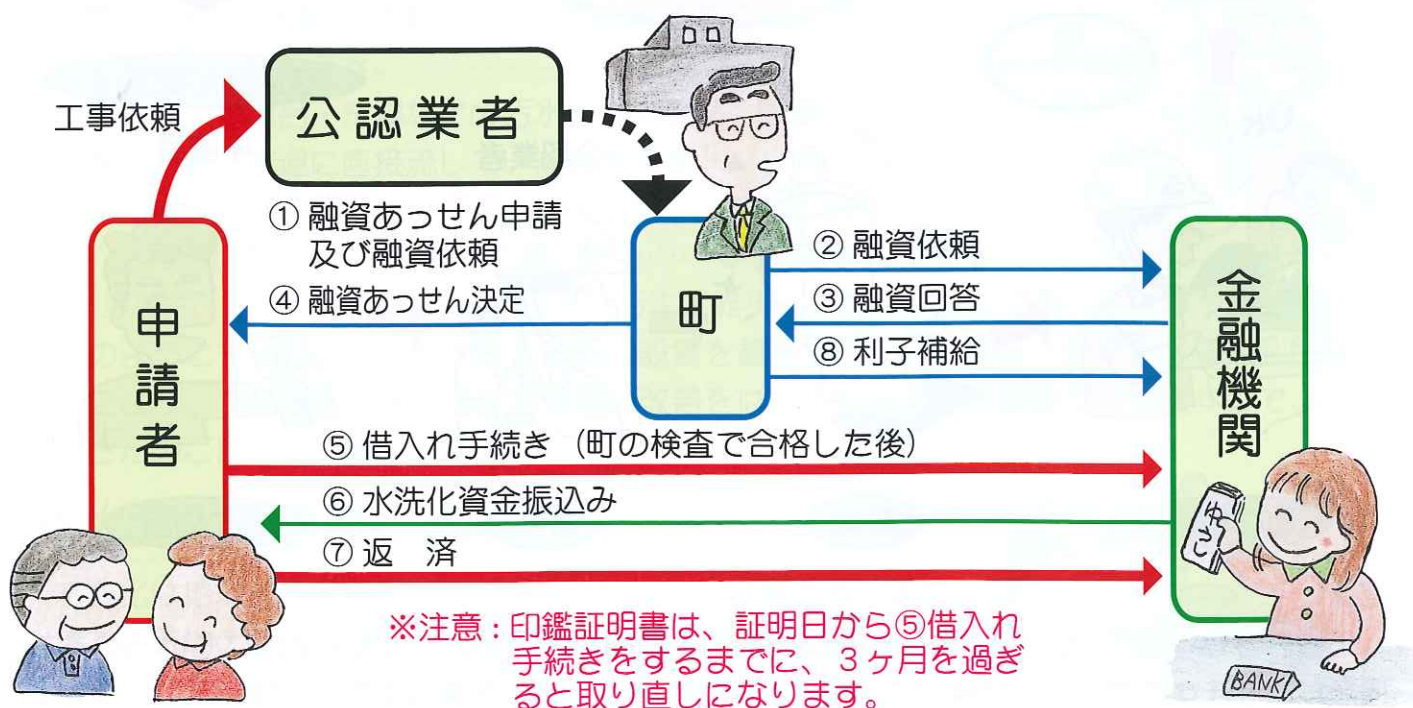 工事依頼
公認業者
① 融資あっせん申請
及び融資依頼
④ 融資あっせん決定
申請者
町
② 融資依頼
③ 融資回答
⑧ 利子補給
金融機関
⑤ 借入れ手続き（町の検査で合格した後）
⑥ 水洗化資金振込み
⑦ 返　済
ゆうし
BANK
※注意：印鑑証明書は、証明日から⑤借入れ
手続きをするまでに、３ヶ月を過ぎ
ると取り直しになります。